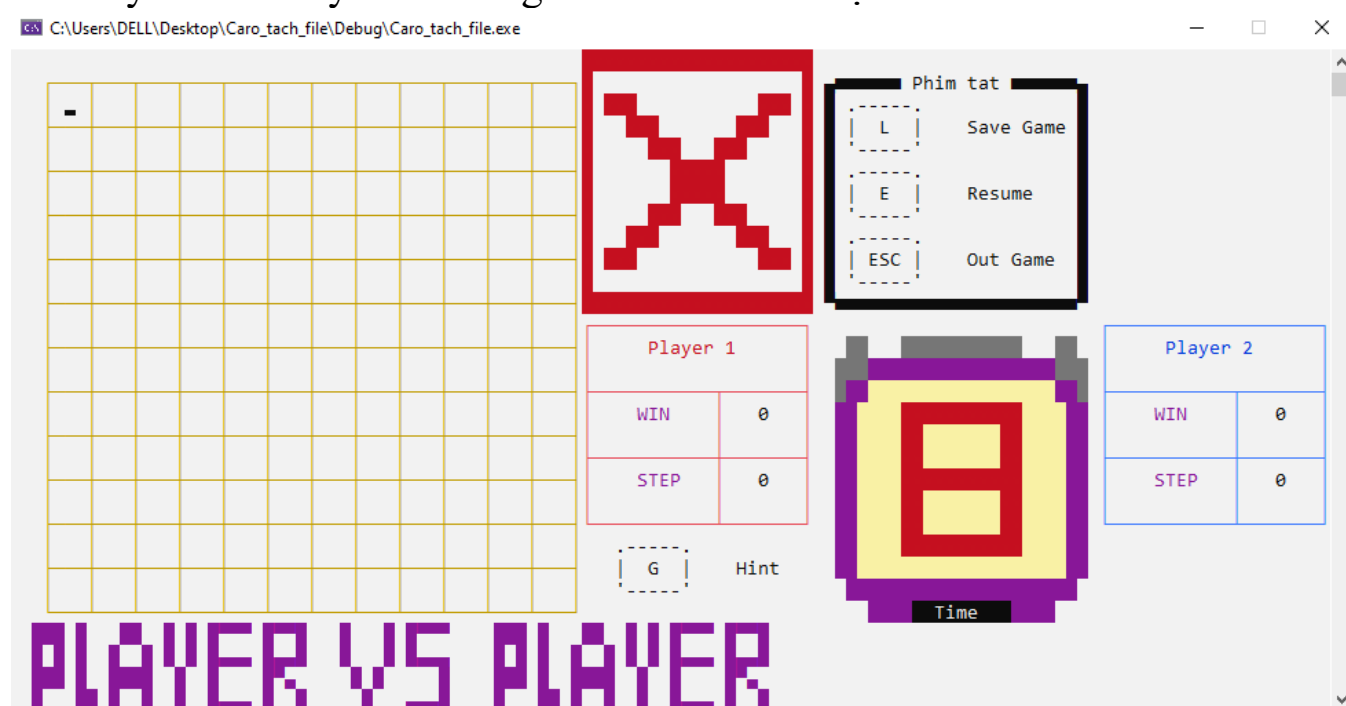 C:\Users\DELL\Desktop\Caro_tach_file\Debug\Caro_tach_file.exe
Phim tat
L Save Game
E Resume
ESC Out Game
Player 1
WIN 0
STEP 0
G Hint
8
Time
Player 2
WIN 0
STEP 0
PLAYER VS PLAYER